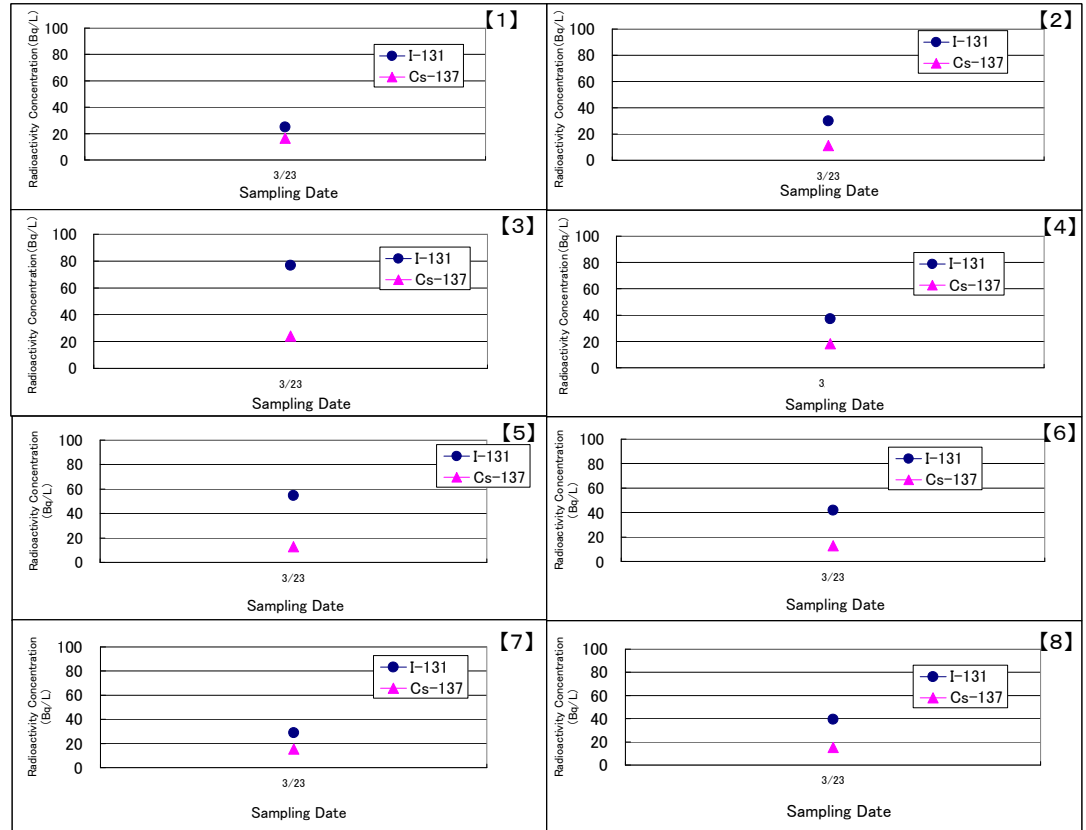 【1】
Radioactivity Concentration(Bq/L)
100
80
60
40
20
0
I-131
Cs-137
3/23
Sampling Date
【2】
Radioactivity Concentration(Bq/L)
100
80
60
40
20
0
I-131
Cs-137
3/23
Sampling Date
【3】
Radioactivity Concentration(Bq/L)
100
80
60
40
20
0
I-131
Cs-137
3/23
Sampling Date
【4】
Radioactivity Concentration(Bq/L)
100
80
60
40
20
0
I-131
Cs-137
3
Sampling Date
【5】
Radioactivity Concentration
(Bq/L)
100
80
60
40
20
0
I-131
Cs-137
3/23
Sampling Date
【6】
Radioactivity Concentration
(Bq/L)
100
80
60
40
20
0
I-131
Cs-137
3/23
Sampling Date
【7】
Radioactivity Concentration
(Bq/L)
100
80
60
40
20
0
I-131
Cs-137
3/23
Sampling Date
【8】
Radioactivity Concentration
(Bq/L)
100
80
60
40
20
0
I-131
Cs-137
3/23
Sampling Date